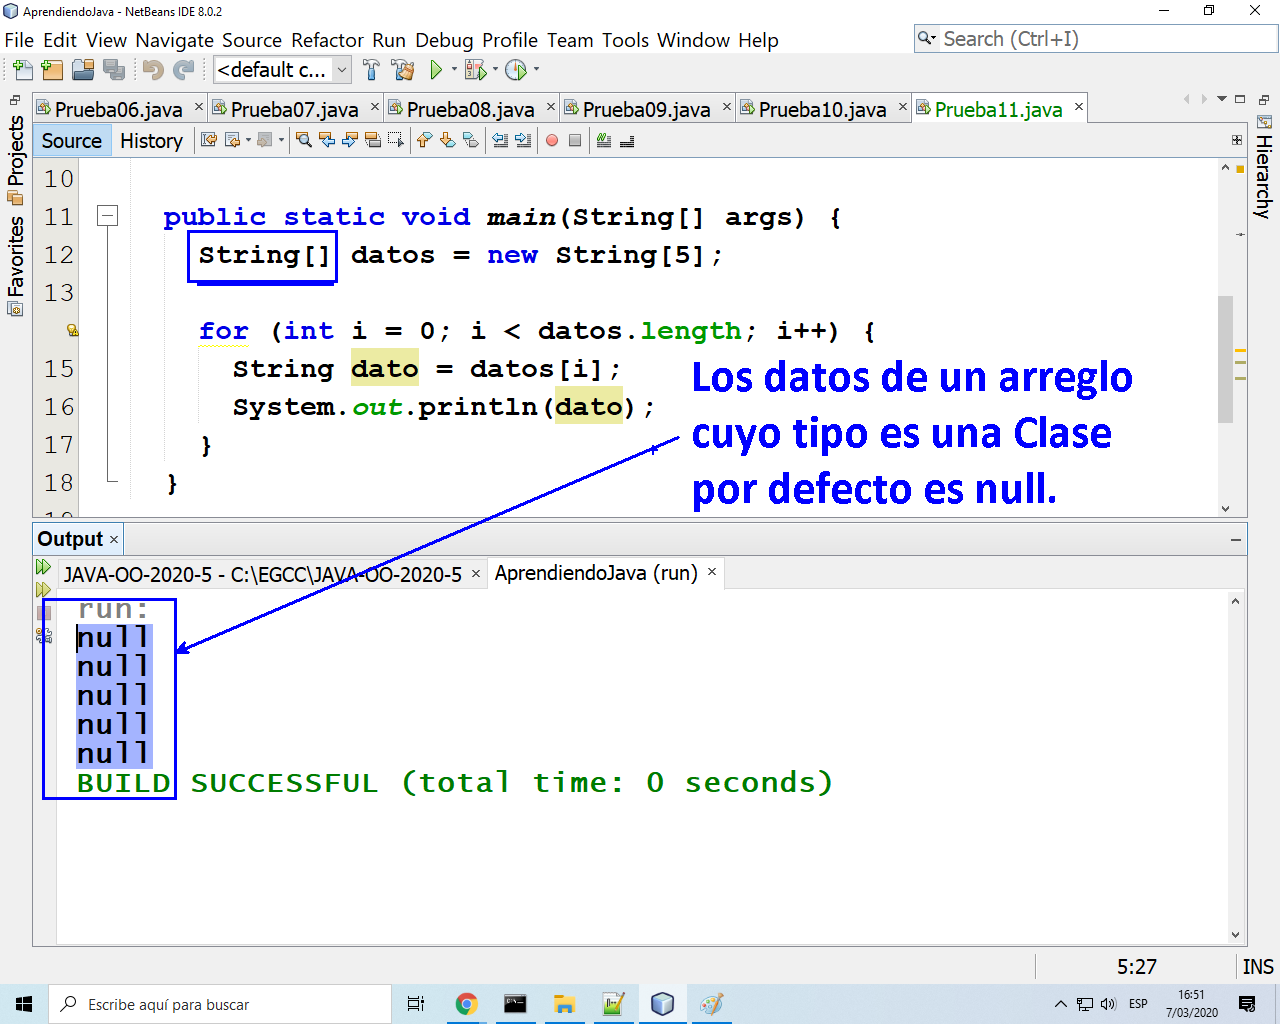 AprendiendoJava - NetBeans IDE 8.0.2
File Edit View Navigate Source Refactor Run Debug Profile Team Tools Window Help
Search (Ctrl+I)
<default c...
Prueba06.java Prueba07.java Prueba08.java Prueba09.java Prueba10.java Prueba11.java
Projects
Favorites
Hierarchy
Source History
10
11 public static void main(String[] args) {
12 String[] datos = new String[5];
13
for (int i = 0; i < datos.length; i++) {
15 String dato = datos[i];
16 System.out.println(dato);
17 }
18 }
Los datos de un arreglo
cuyo tipo es una Clase
por defecto es null.
Output
JAVA-OO-2020-5 - C:\EGCC\JAVA-OO-2020-5 AprendiendoJava (run)
run:
null
null
null
null
null
BUILD SUCCESSFUL (total time: 0 seconds)
5:27 INS
Escribe aquí para buscar
ESP
16:51
7/03/2020